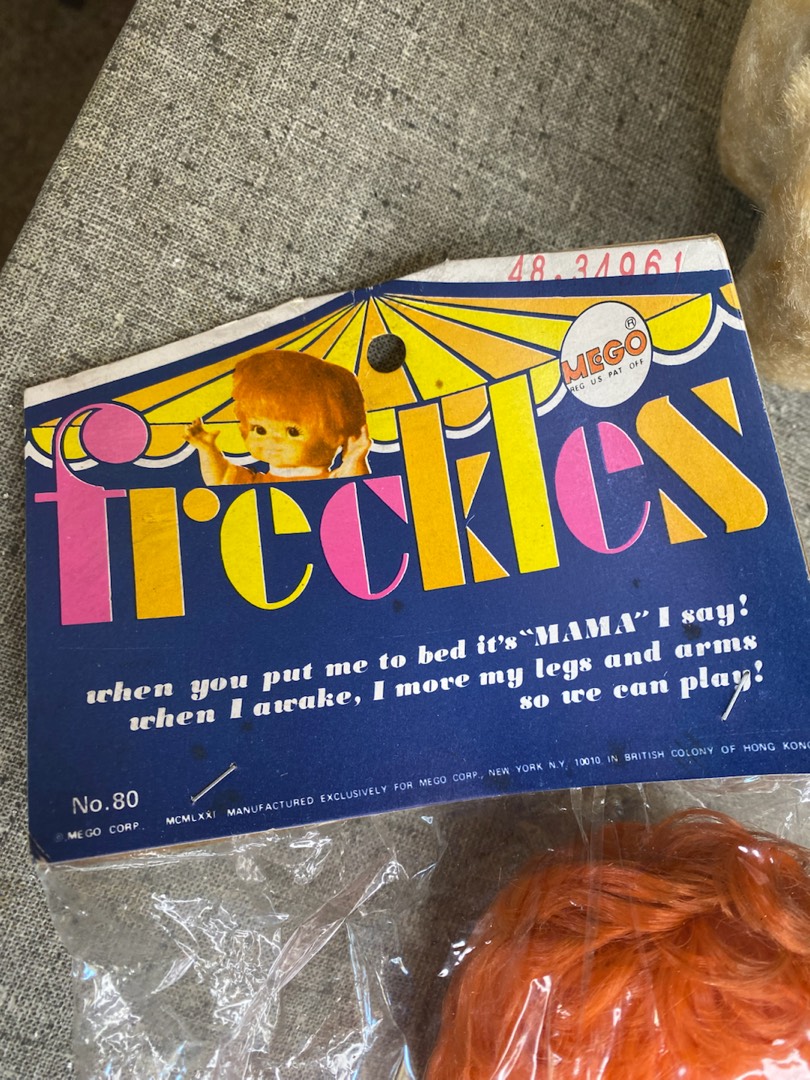 48.34961
MEGO ®
REG U.S. PAT OFF
freckles
when you put me to bed it's "MAMA" I say!
when I awake, I move my legs and arms
so we can play!
No.80
© MEGO CORP. MCMLXXI MANUFACTURED EXCLUSIVELY FOR MEGO CORP., NEW YORK N.Y. 10010 IN BRITISH COLONY OF HONG KONG